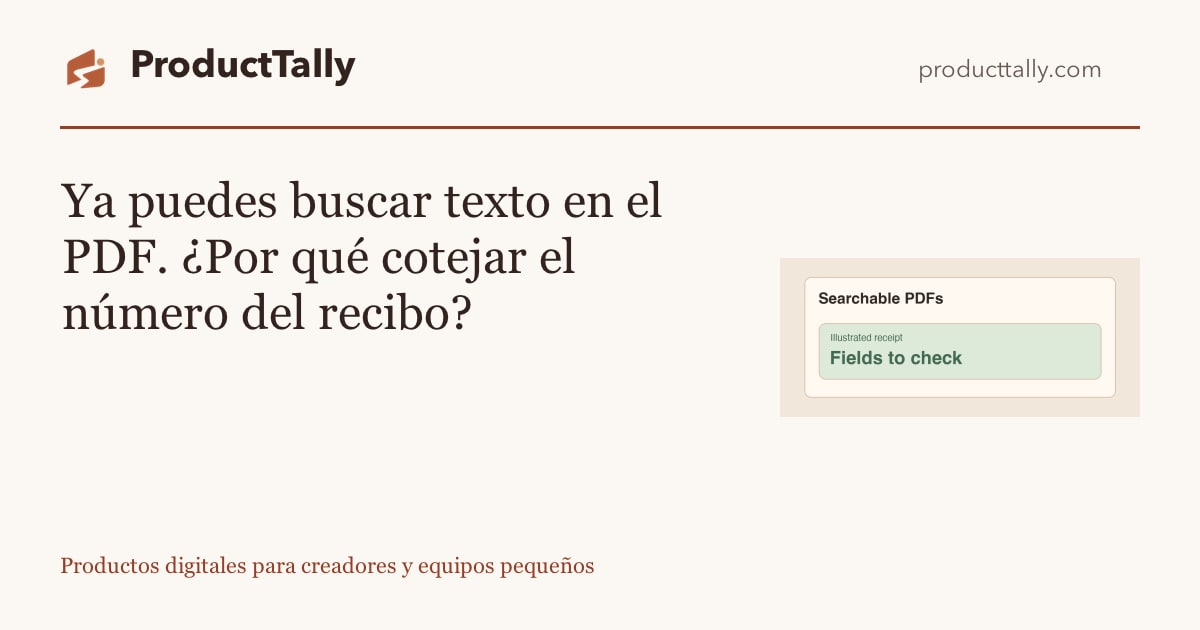 ProductTally
producttally.com
Ya puedes buscar texto en el
PDF. ¿Por qué cotejar el
número del recibo?
Searchable PDFs
Illustrated receipt
Fields to check
Productos digitales para creadores y equipos pequeños